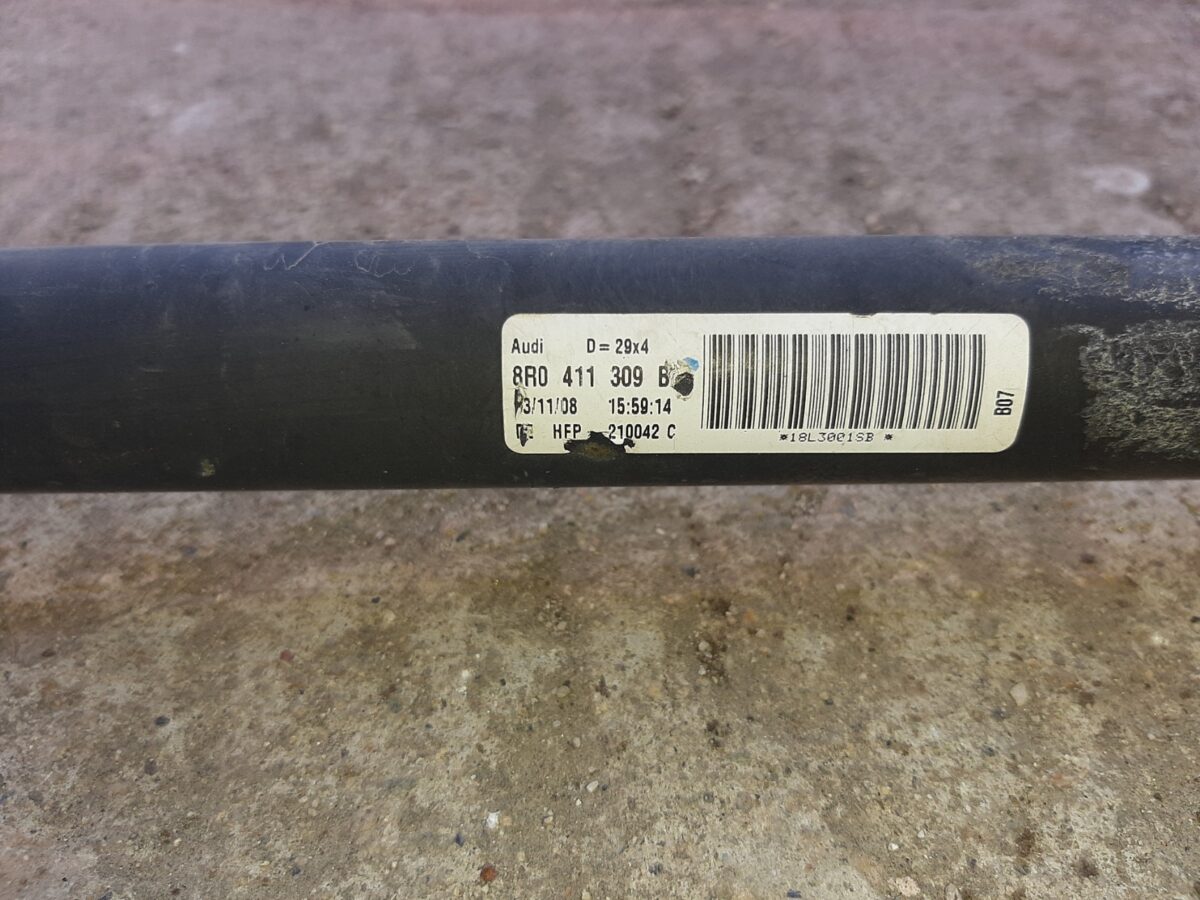 Audi D= 29x4
8R0 411 309 B
3/11/08 15:59:14
HFP 210042 C
*18L3001SB *
B07